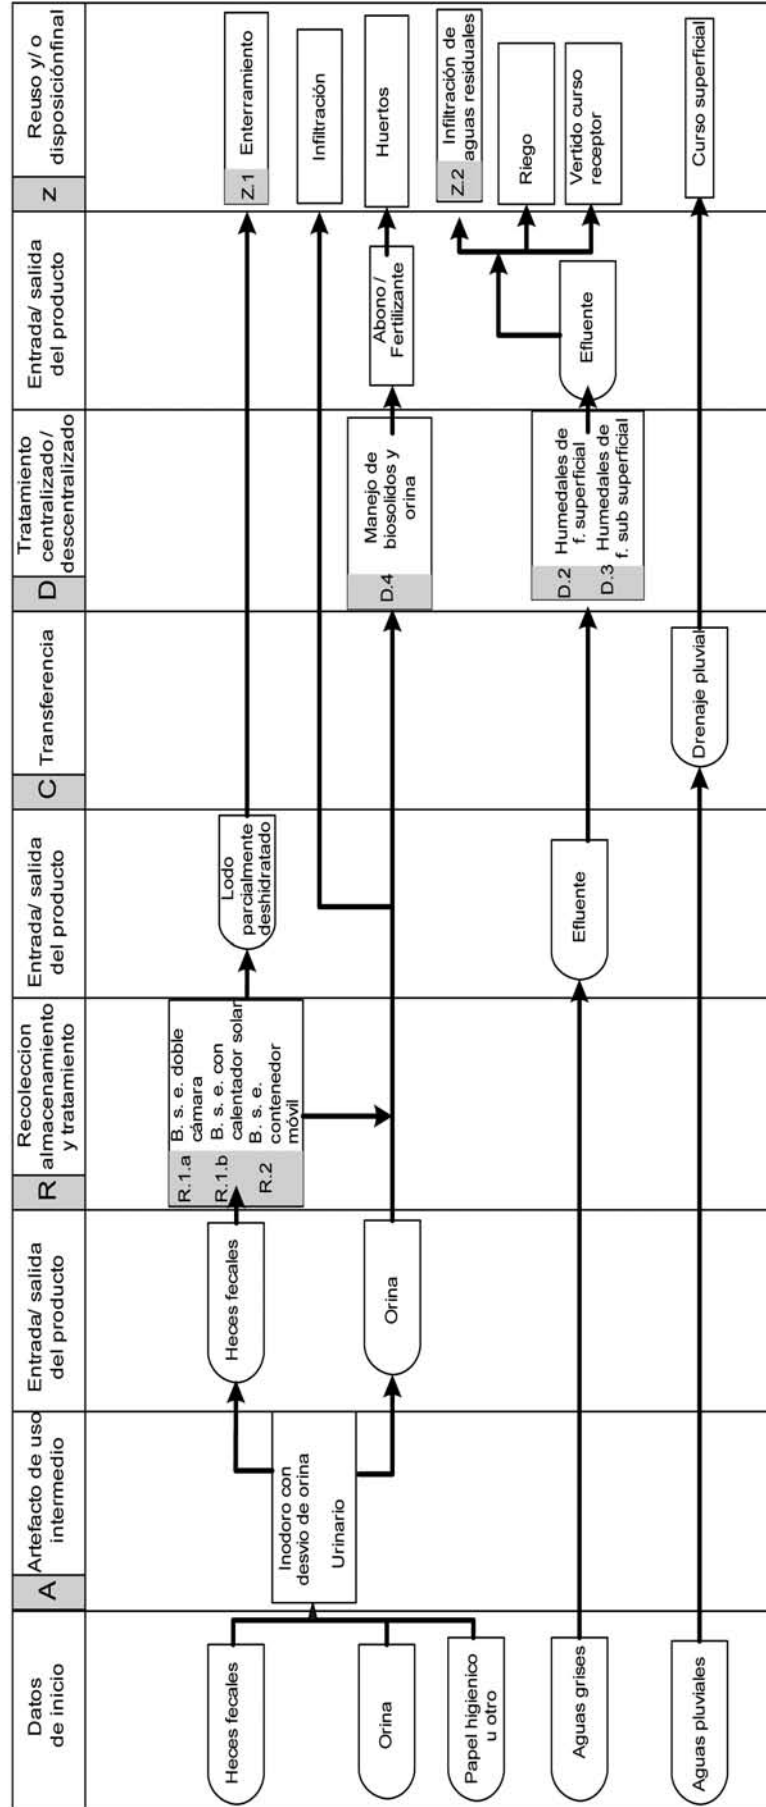 Datos
de inicio
A
Artefacto de uso
intermedio
Entrada/ salida
del producto
R
Recoleccion
almacenamiento
y tratamiento
Entrada/ salida
del producto
C
Transferencia
D
Tratamiento
centralizado/
descentralizado
Entrada/ salida
del producto
z
Reuso y/ o
disposiciónfinal
Heces fecales
Orina
Papel higienico
u otro
Aguas grises
Aguas pluviales
Inodoro con
desvio de orina
Urinario
Heces fecales
Orina
R.1.a
B. s. e. doble
cámara
R.1.b
B. s. e. con
calentador solar
R.2
B. s. e.
contenedor
móvil
Lodo
parcialmente
deshidratado
Efluente
Drenaje pluvial
D.4
Manejo de
biosolidos y
orina
D.2
Humedales de
f. superficial
D.3
Humedales de
f. sub superficial
Abono /
Fertilizante
Efluente
Z.1
Enterramiento
Infiltración
Huertos
Z.2
Infiltración de
aguas residuales
Riego
Vertido curso
receptor
Curso superficial